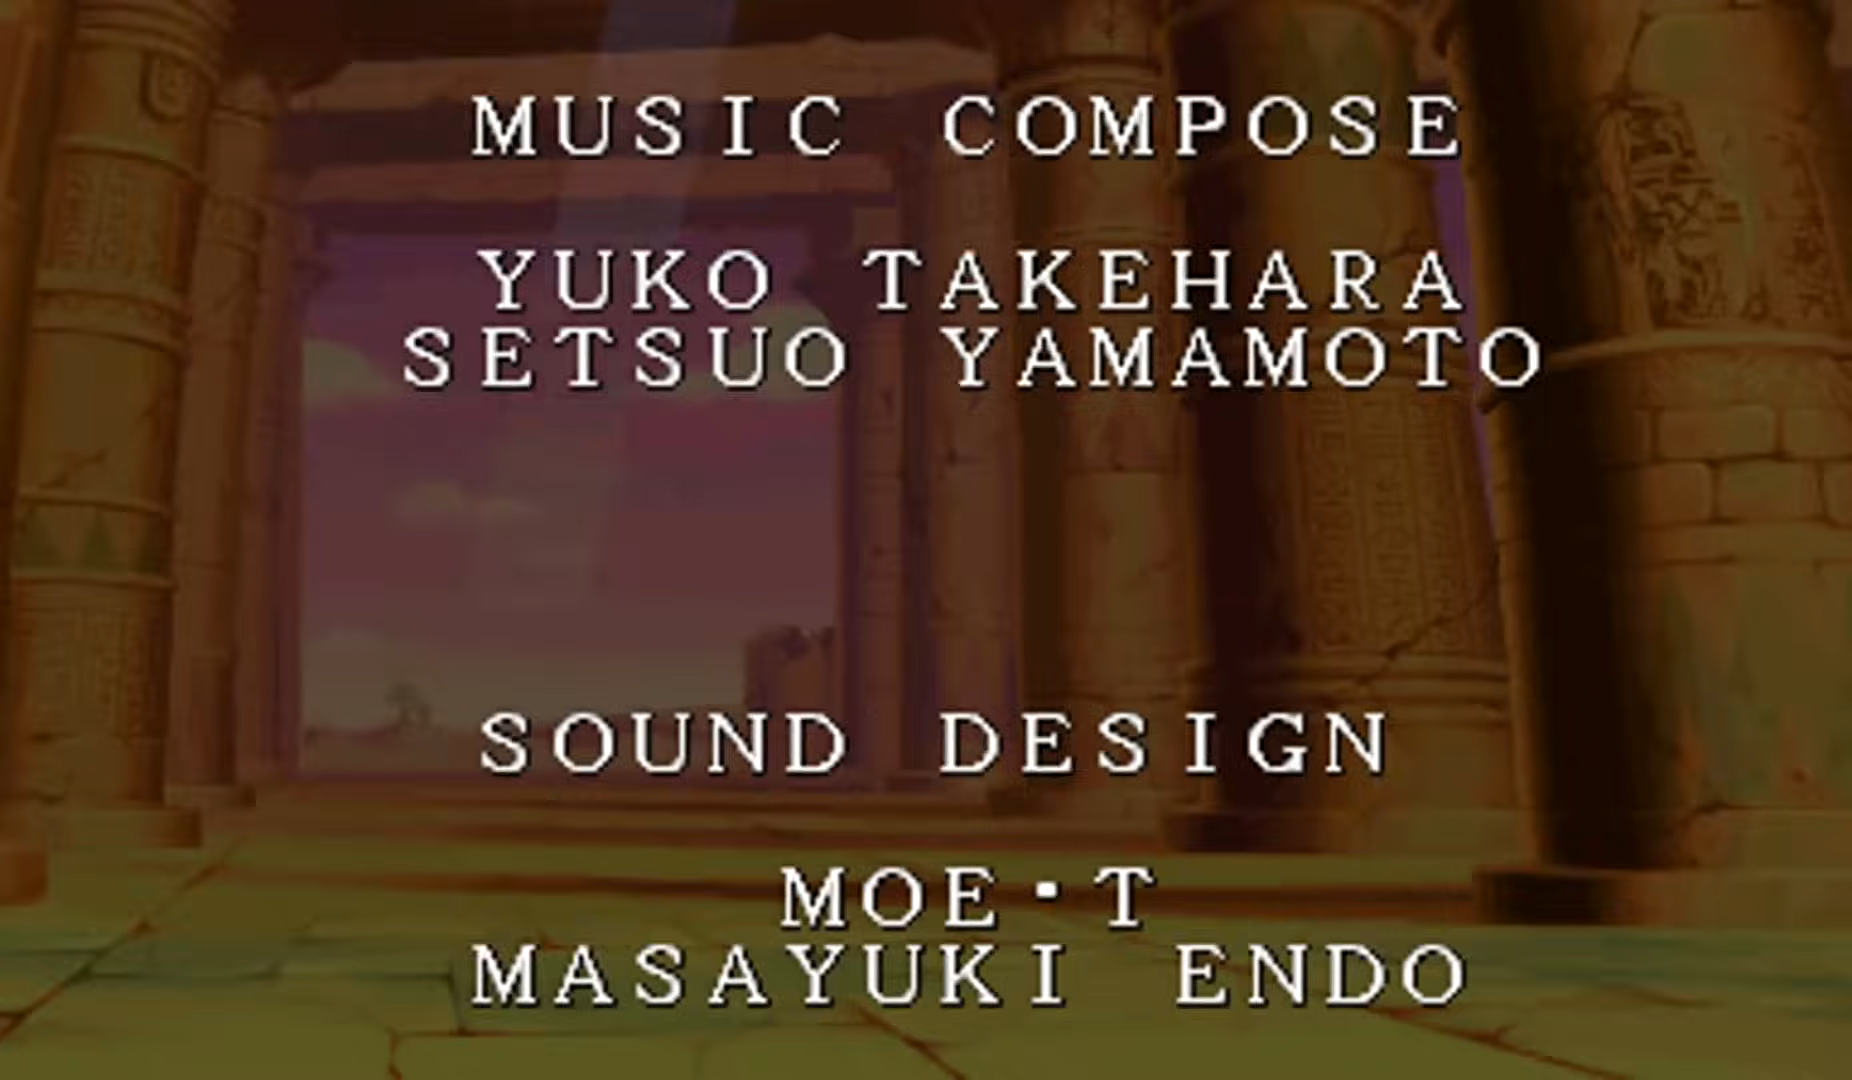 MUSIC COMPOSE
YUKO TAKEHARA
SETSUO YAMAMOTO
SOUND DESIGN
MOE・T
MASAYUKI ENDO